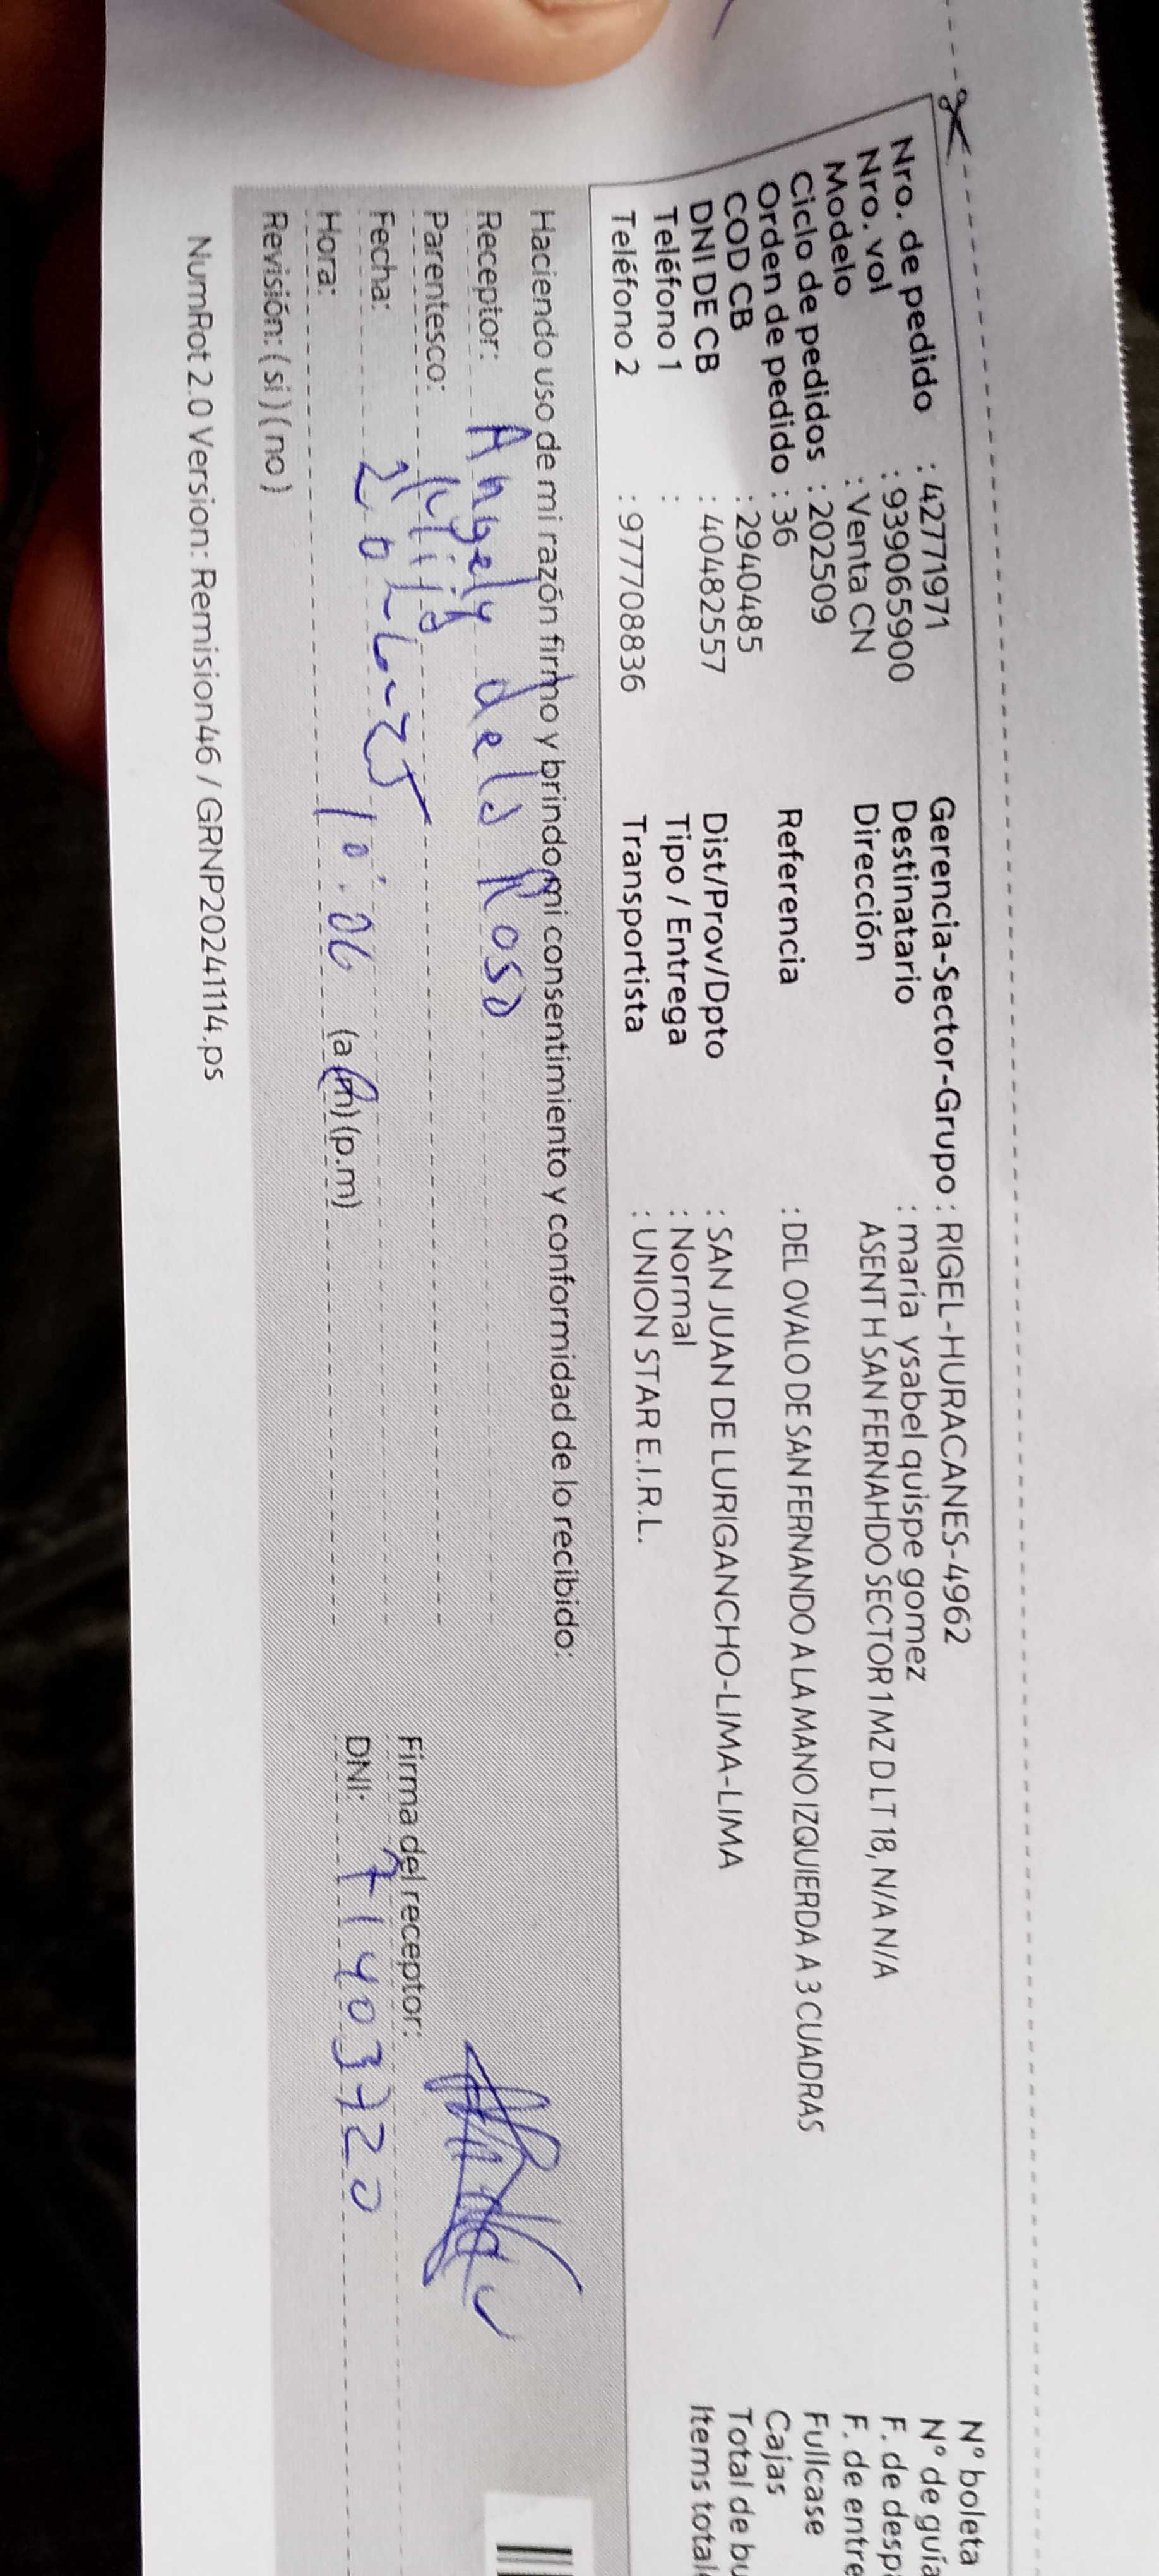 Nro. de pedido : 42771971
Nro. vol : 939065900
Modelo : Venta CN
Ciclo de pedidos : 202509
Orden de pedido : 36
COD CB : 2940485
DNI DE CB : 40482557
Teléfono 1 :
Teléfono 2 : 977708836
Gerencia-Sector-Grupo : RIGEL-HURACANES-4962
Destinatario : maria ysabel quispe gomez
Dirección ASENT H SAN FERNAHDO SECTOR 1 MZ D LT 18, N/A N/A
Referencia : DEL OVALO DE SAN FERNANDO A LA MANO IZQUIERDA A 3 CUADRAS
Dist/Prov/Dpto : SAN JUAN DE LURIGANCHO-LIMA-LIMA
Tipo / Entrega : Normal
Transportista : UNION STAR E.I.R.L.
N° boleta
N° de guía
F. de desp
F. de entre
Fullcase
Cajas
Total de bu
Items total
Haciendo uso de mi razón firmo y brindo mi consentimiento y conformidad de lo recibido:
Receptor: Angely dela Rosa
Parentesco: Hija
Fecha: 26-6-25
Hora: 10:06 (a.m) (p.m)
Revisión: ( si ) ( no )
Firma del receptor:
DNI: 71403720
NumRot 2.0 Version: Remision46 / GRNP20241114.ps